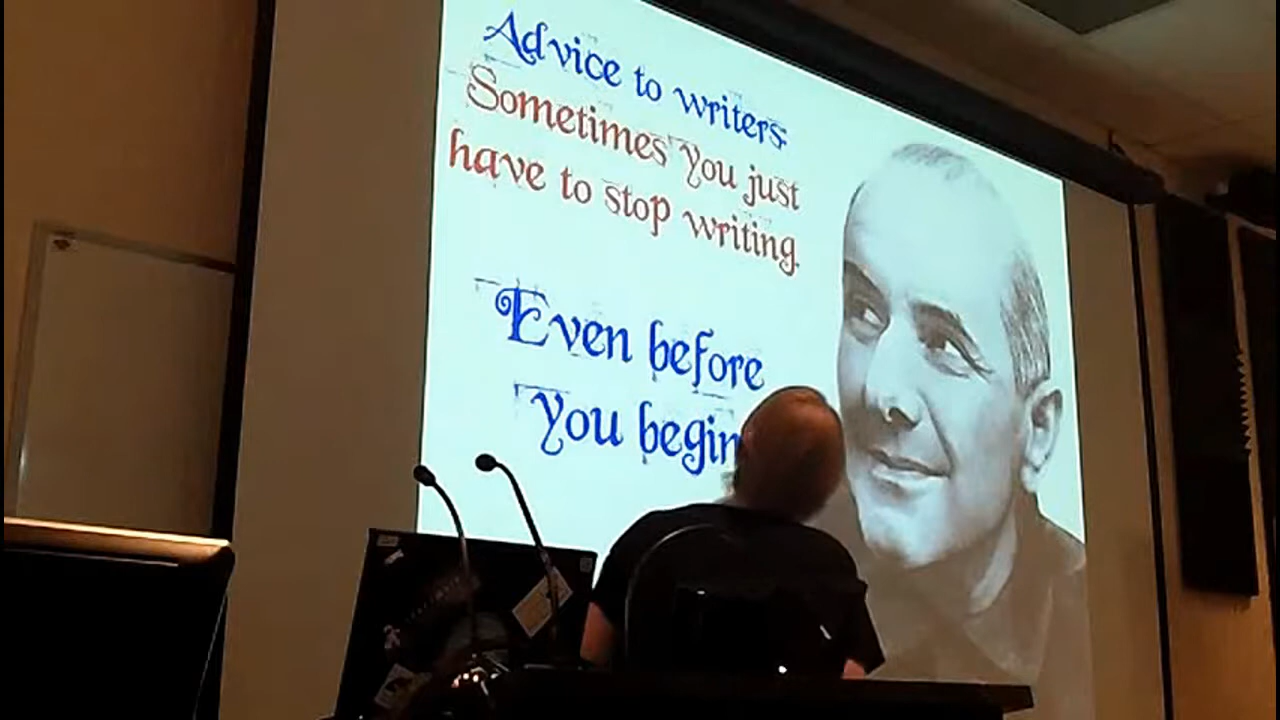 Advice to writers:
Sometimes you just
have to stop writing.
Even before
you begin